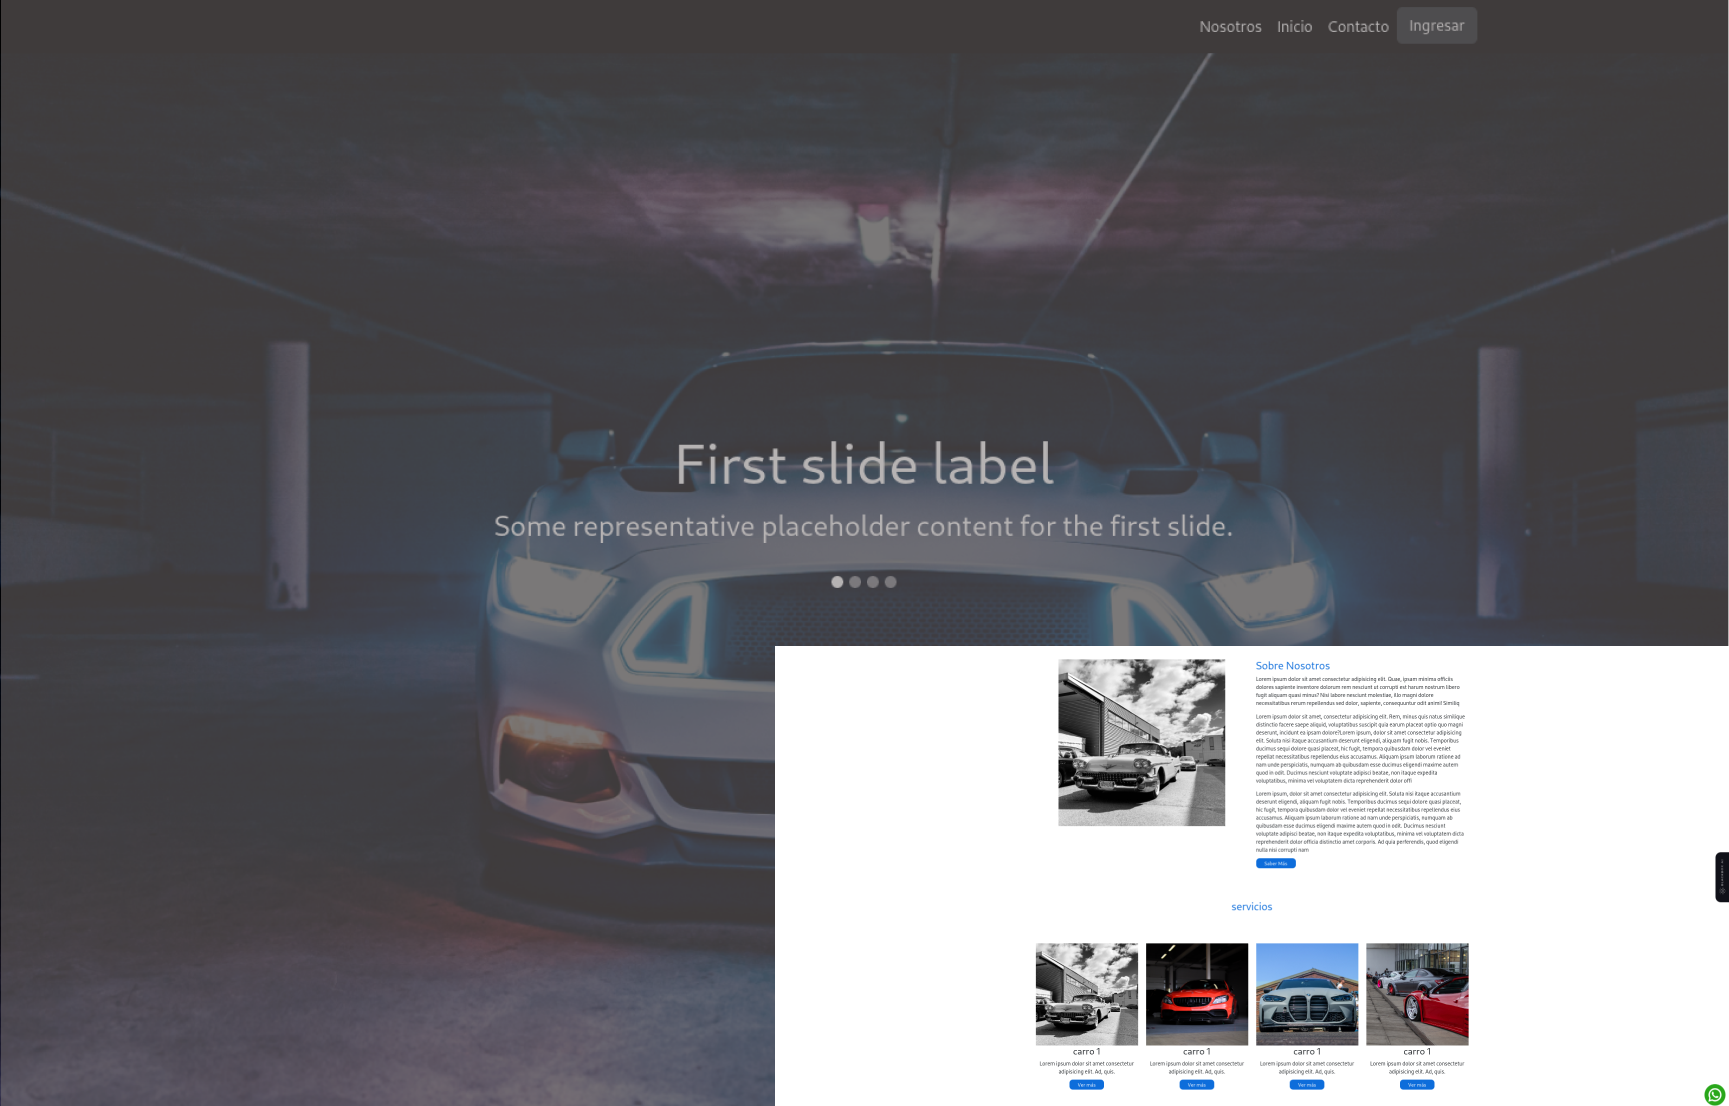 Nosotros Inicio Contacto Ingresar
First slide label
Some representative placeholder content for the first slide.
Sobre Nosotros
Lorem ipsum dolor sit amet consectetur adipisicing elit. Quae, ipsam minima officiis
dolores sapiente inventore dolorum rem nesciunt ut corrupti est harum nostrum libero
fugit aliquam quasi minus? Nisi labore nesciunt molestiae, illo magni dolore
necessitatibus rerum repellendus sed dolor, sapiente, consequuntur odit animi! Similiq
Lorem ipsum dolor sit amet, consectetur adipisicing elit. Rem, minus quis natus similique
distinctio facere saepe aliquid, voluptatibus suscipit quia earum placeat optio quo magni
deserunt, incidunt ea ipsam dolore?Lorem ipsum, dolor sit amet consectetur adipisicing
elit. Soluta nisi itaque accusantium deserunt eligendi, aliquam fugit nobis. Temporibus
ducimus sequi dolore quasi placeat, hic fugit, tempora quibusdam dolor vel eveniet
repellat necessitatibus repellendus eius accusamus. Aliquam ipsum laborum ratione ad
nam unde perspiciatis, numquam ab quibusdam esse ducimus eligendi maxime autem
quod in odit. Ducimus nesciunt voluptate adipisci beatae, non itaque expedita
voluptatibus, minima vel voluptatem dicta reprehenderit dolor offi
Lorem ipsum, dolor sit amet consectetur adipisicing elit. Soluta nisi itaque accusantium
deserunt eligendi, aliquam fugit nobis. Temporibus ducimus sequi dolore quasi placeat,
hic fugit, tempora quibusdam dolor vel eveniet repellat necessitatibus repellendus eius
accusamus. Aliquam ipsum laborum ratione ad nam unde perspiciatis, numquam ab
quibusdam esse ducimus eligendi maxime autem quod in odit. Ducimus nesciunt
voluptate adipisci beatae, non itaque expedita voluptatibus, minima vel voluptatem dicta
reprehenderit dolor officia distinctio amet corporis. Ad quia perferendis, quod eligendi
nulla nisi corrupti nam
Saber Más
servicios
carro 1
Lorem ipsum dolor sit amet consectetur
adipisicing elit. Ad, quis.
Ver más
carro 1
Lorem ipsum dolor sit amet consectetur
adipisicing elit. Ad, quis.
Ver más
carro 1
Lorem ipsum dolor sit amet consectetur
adipisicing elit. Ad, quis.
Ver más
carro 1
Lorem ipsum dolor sit amet consectetur
adipisicing elit. Ad, quis.
Ver más